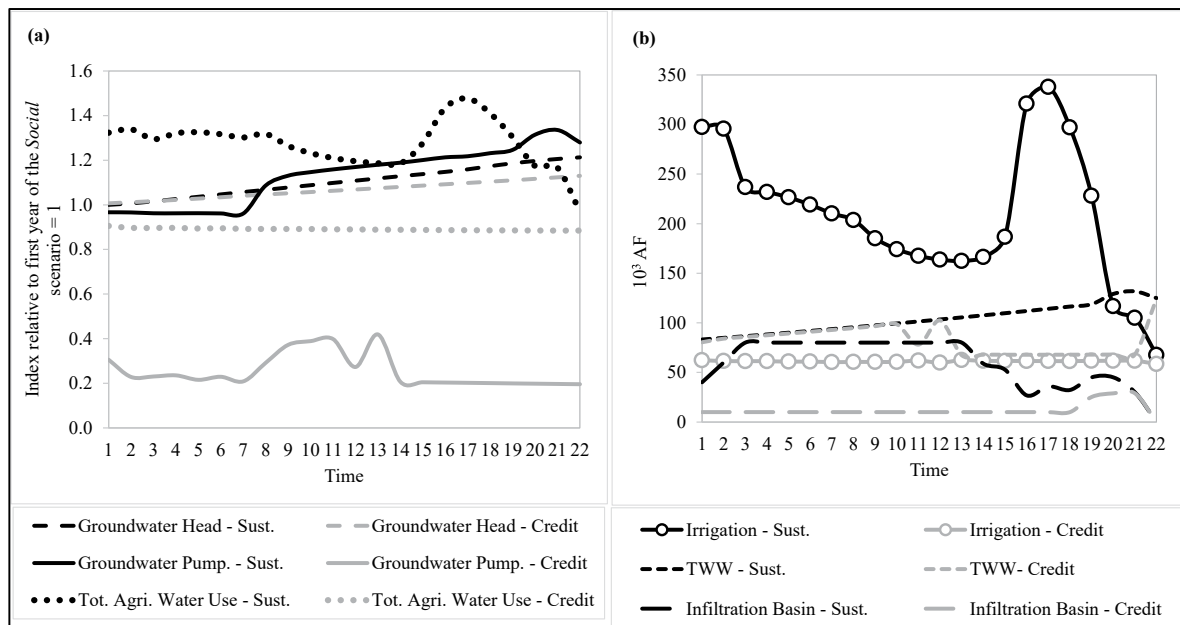 (a)
Index relative to first year of the Social
scenario = 1
1.6
1.4
1.2
1.0
0.8
0.6
0.4
0.2
0.0
1 2 3 4 5 6 7 8 9 10 11 12 13 14 15 16 17 18 19 20 21 22
Time
Groundwater Head - Sust.
Groundwater Head - Credit
Groundwater Pump. - Sust.
Groundwater Pump. - Credit
Tot. Agri. Water Use - Sust.
Tot. Agri. Water Use - Credit
(b)
10³ AF
350
300
250
200
150
100
50
0
1 2 3 4 5 6 7 8 9 10 11 12 13 14 15 16 17 18 19 20 21 22
Time
Irrigation - Sust.
Irrigation - Credit
TWW - Sust.
TWW- Credit
Infiltration Basin - Sust.
Infiltration Basin - Credit